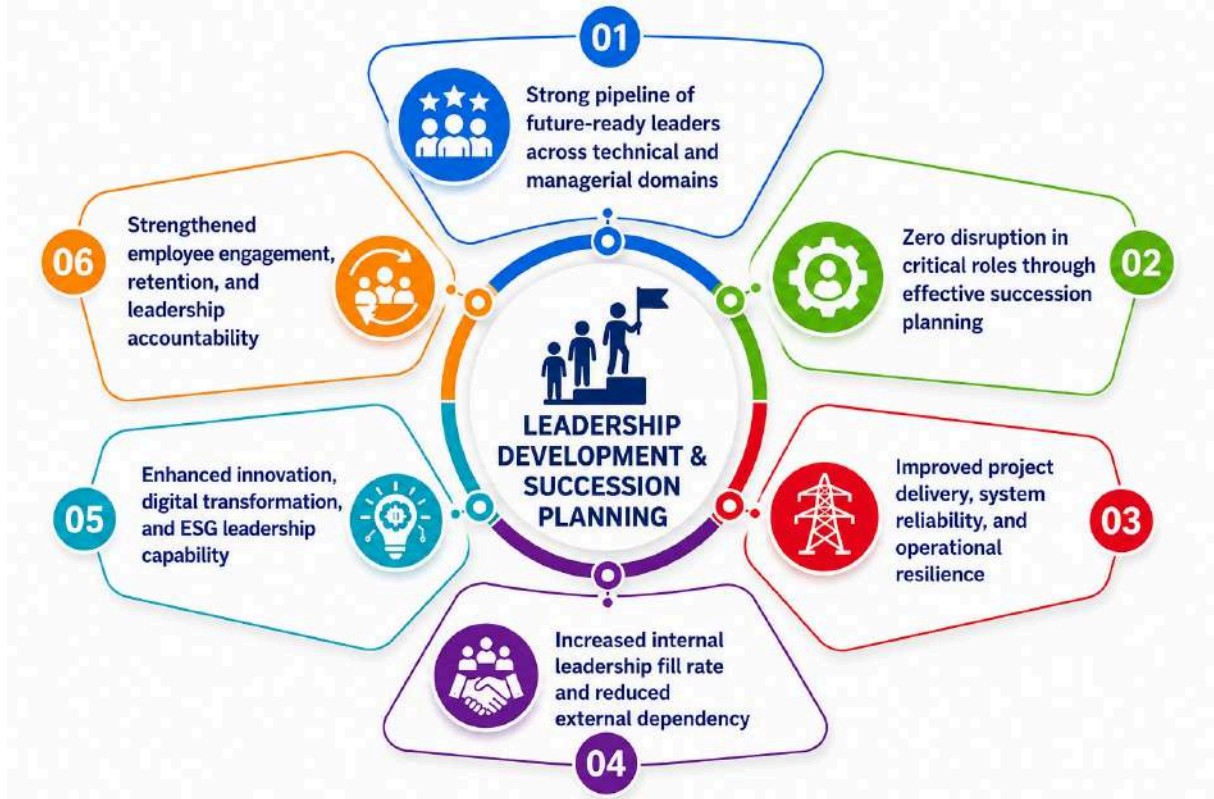 01
Strong pipeline of
future-ready leaders
across technical and
managerial domains
02
Zero disruption in
critical roles through
effective succession
planning
03
Improved project
delivery, system
reliability, and
operational
resilience
04
Increased internal
leadership fill rate
and reduced
external dependency
05
Enhanced innovation,
digital transformation,
and ESG leadership
capability
06
Strengthened
employee engagement,
retention, and
leadership
accountability
LEADERSHIP
DEVELOPMENT &
SUCCESSION
PLANNING